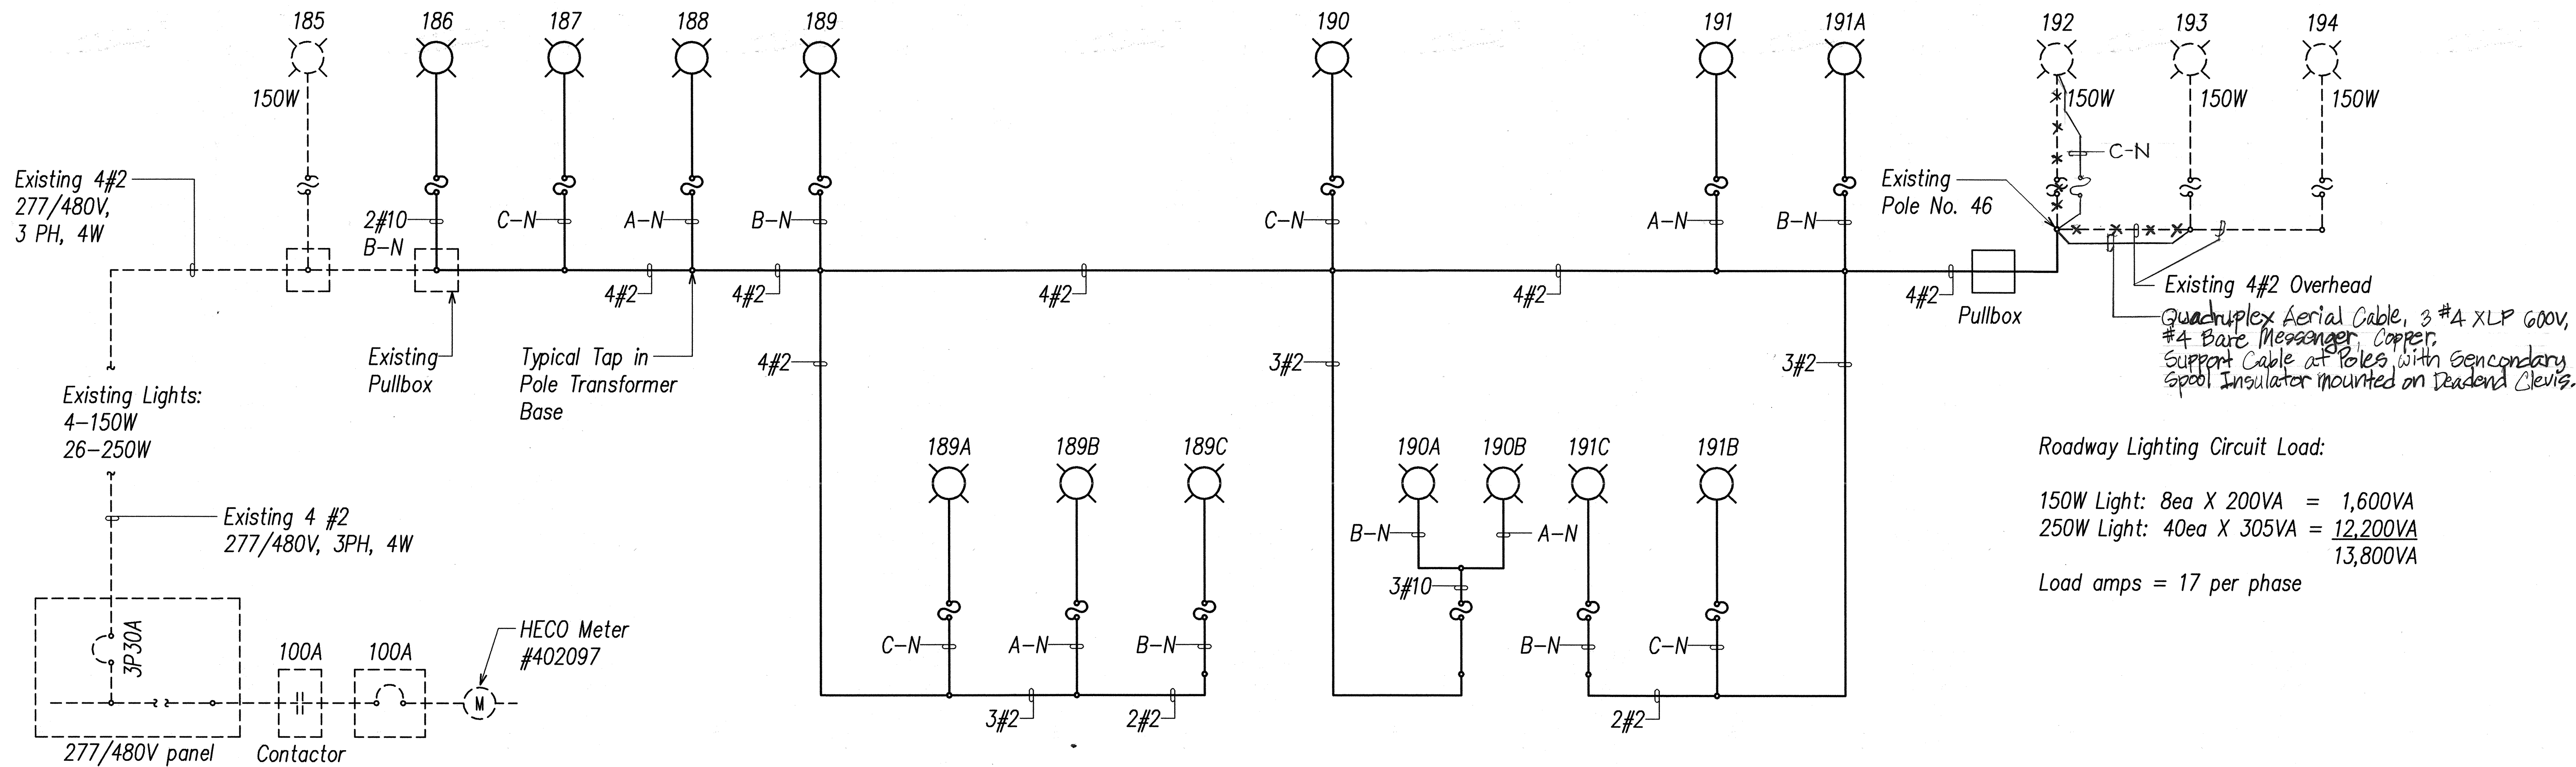 185
186
187
188
189
190
191
191A
192
193
194
150W
150W
150W
150W
C-N
Existing 4#2
277/480V,
3 PH, 4W
2#10
B-N
C-N
A-N
B-N
C-N
A-N
B-N
Existing
Pole No. 46
4#2
4#2
4#2
4#2
4#2
Pullbox
Existing 4#2 Overhead
Quadruplex Aerial Cable, 3 #4 XLP 600V,
#4 Bare Messenger, Copper.
Support Cable at Poles with Sencondary
Spool Insulator mounted on Deadend Clevis.
Existing
Pullbox
Typical Tap in
Pole Transformer
Base
4#2
3#2
3#2
Existing Lights:
4-150W
26-250W
189A
189B
189C
190A
190B
191C
191B
Roadway Lighting Circuit Load:
150W Light: 8ea X 200VA = 1,600VA
250W Light: 40ea X 305VA = 12,200VA
13,800VA
Load amps = 17 per phase
Existing 4 #2
277/480V, 3PH, 4W
B-N
A-N
3#10
C-N
A-N
B-N
B-N
C-N
3P30A
100A
100A
HECO Meter
#402097
M
3#2
2#2
2#2
277/480V panel
Contactor